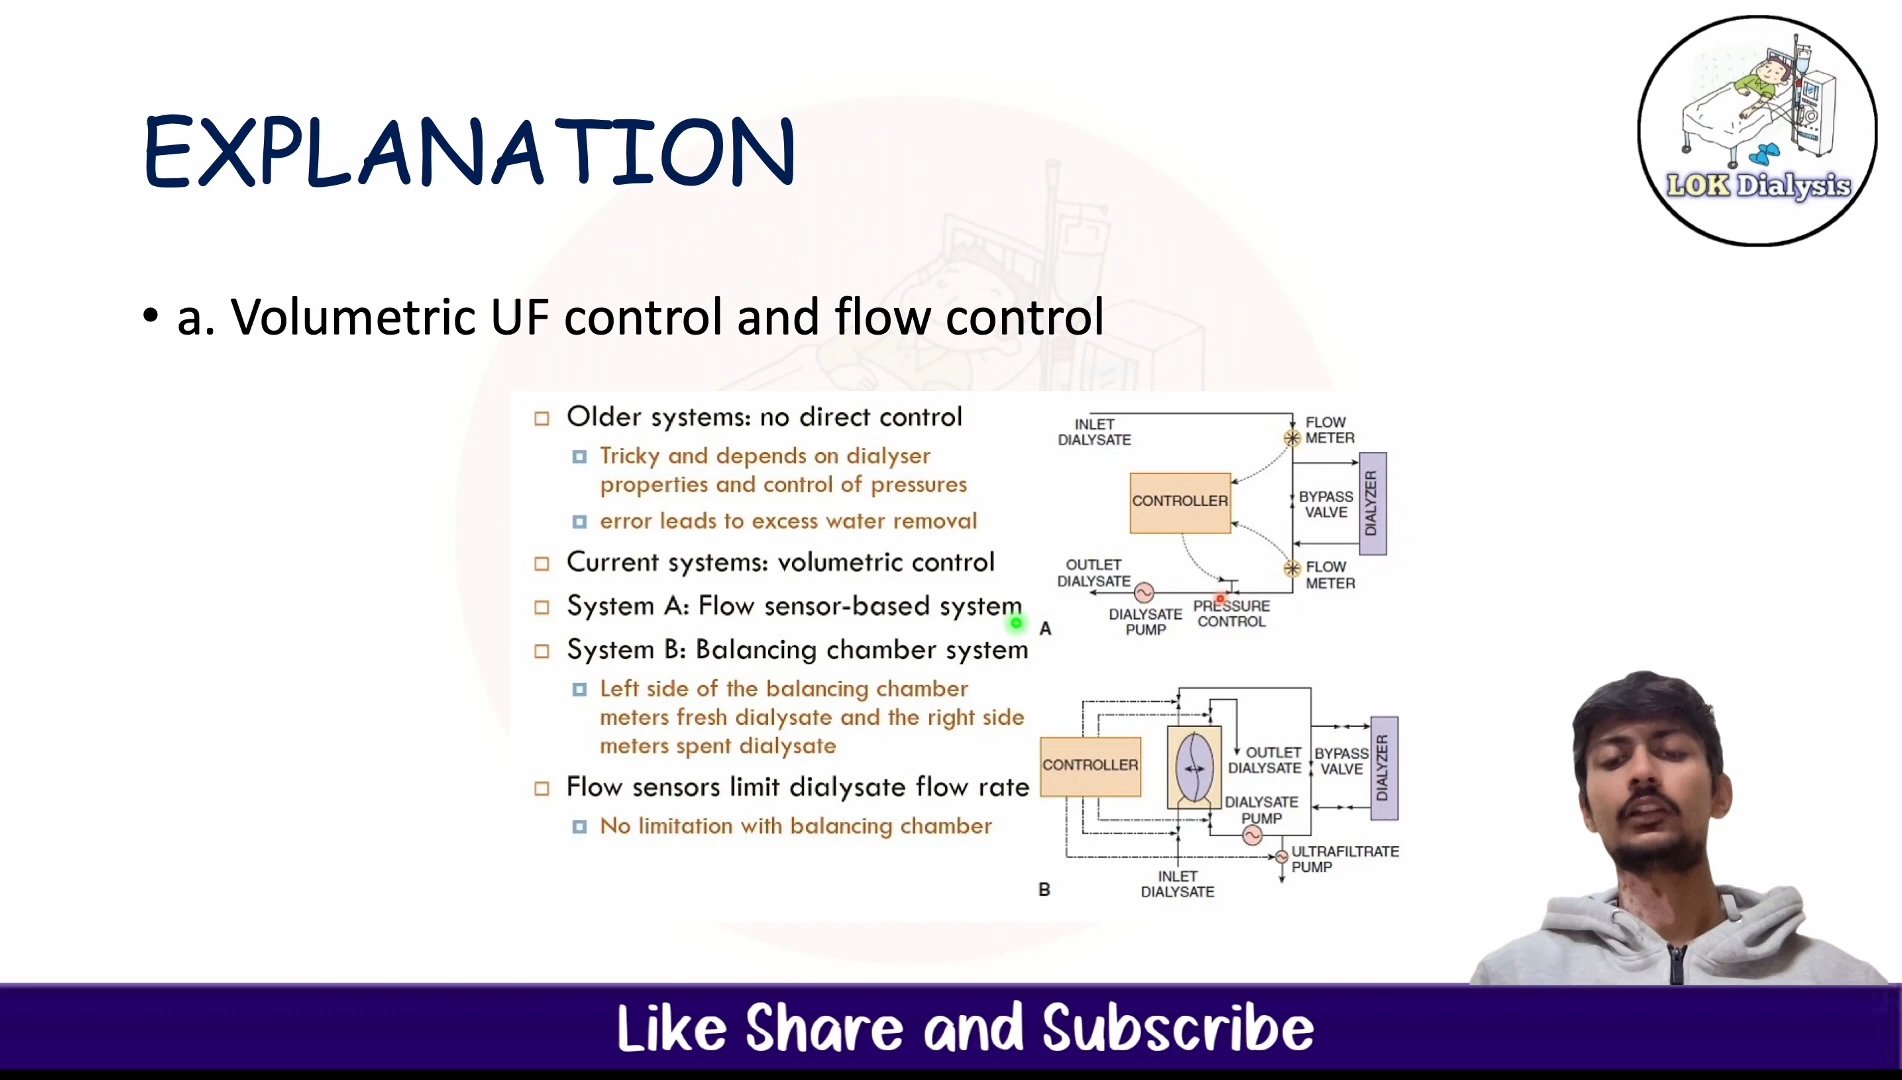 EXPLANATION
LOK Dialysis
• a. Volumetric UF control and flow control
Older systems: no direct control
Tricky and depends on dialyser
properties and control of pressures
error leads to excess water removal
Current systems: volumetric control
System A: Flow sensor-based system
System B: Balancing chamber system
Left side of the balancing chamber
meters fresh dialysate and the right side
meters spent dialysate
Flow sensors limit dialysate flow rate
No limitation with balancing chamber
INLET
DIALYSATE
FLOW
METER
CONTROLLER
BYPASS
VALVE
DIALYZER
OUTLET
DIALYSATE
FLOW
METER
DIALYSATE
PUMP
PRESSURE
CONTROL
A
CONTROLLER
OUTLET
DIALYSATE
BYPASS
VALVE
DIALYZER
DIALYSATE
PUMP
ULTRAFILTRATE
PUMP
INLET
DIALYSATE
B
Like Share and Subscribe